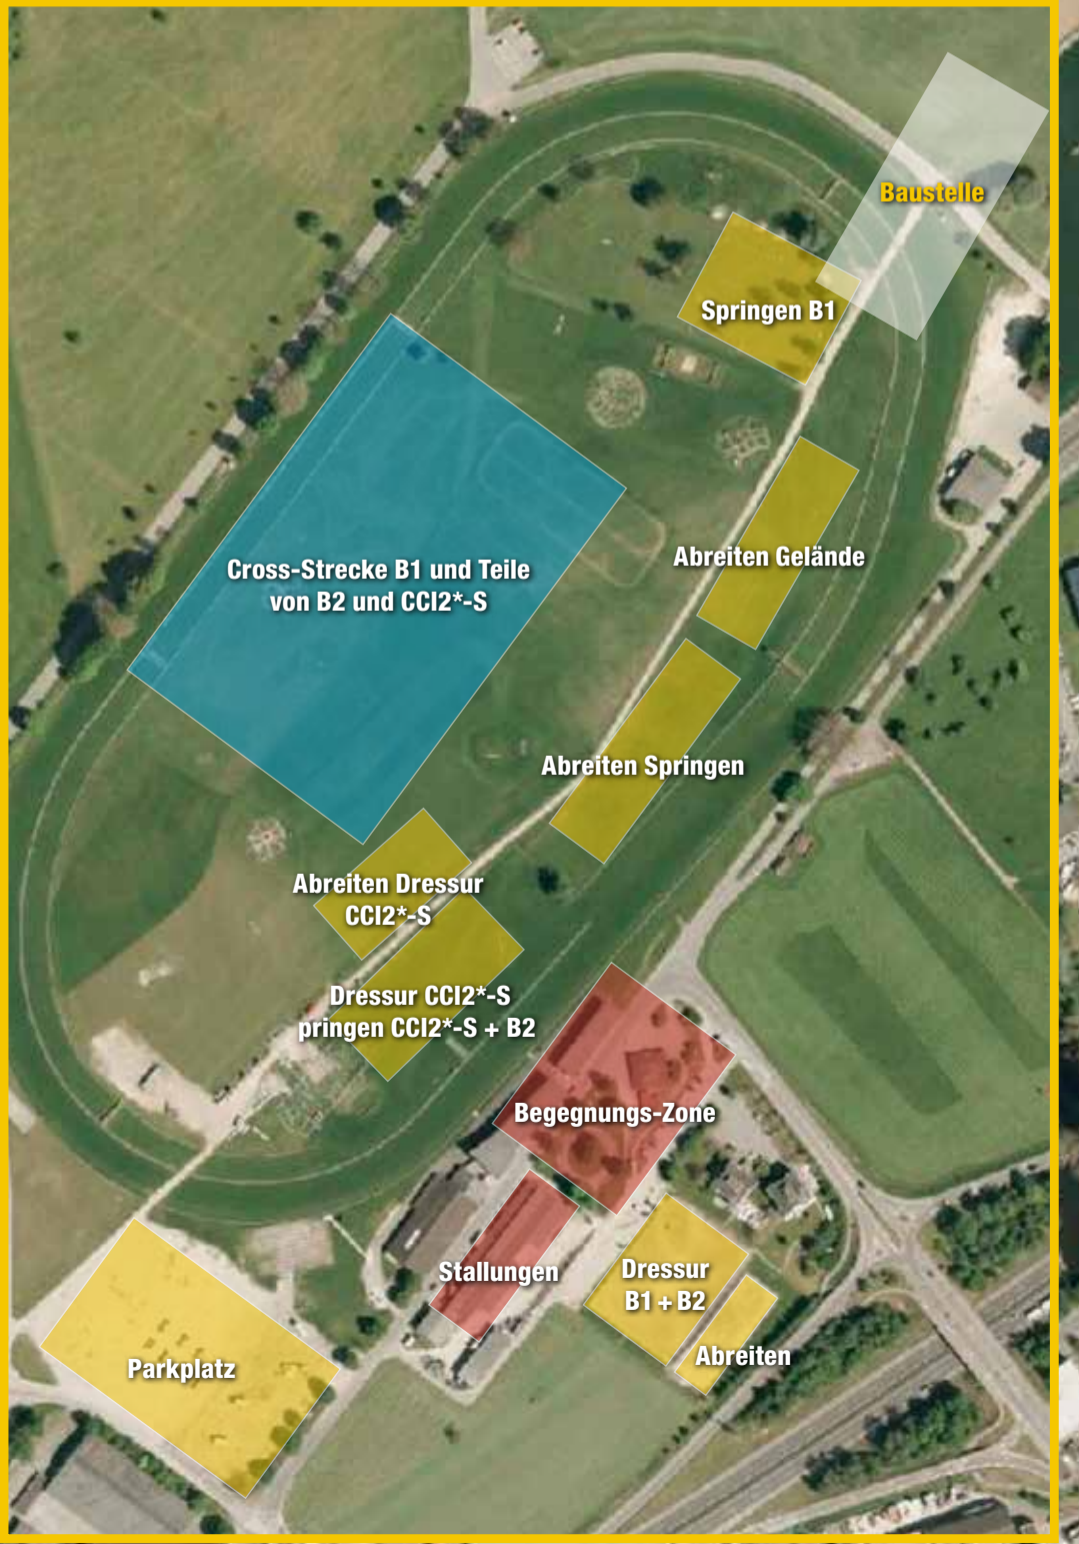 Baustelle
Springen B1
Abreiten Gelände
Cross-Strecke B1 und Teile
von B2 und CCI2*-S
Abreiten Springen
Abreiten Dressur
CCI2*-S
Dressur CCI2*-S
pringen CCI2*-S + B2
Begegnungs-Zone
Stallungen
Dressur
B1 + B2
Abreiten
Parkplatz